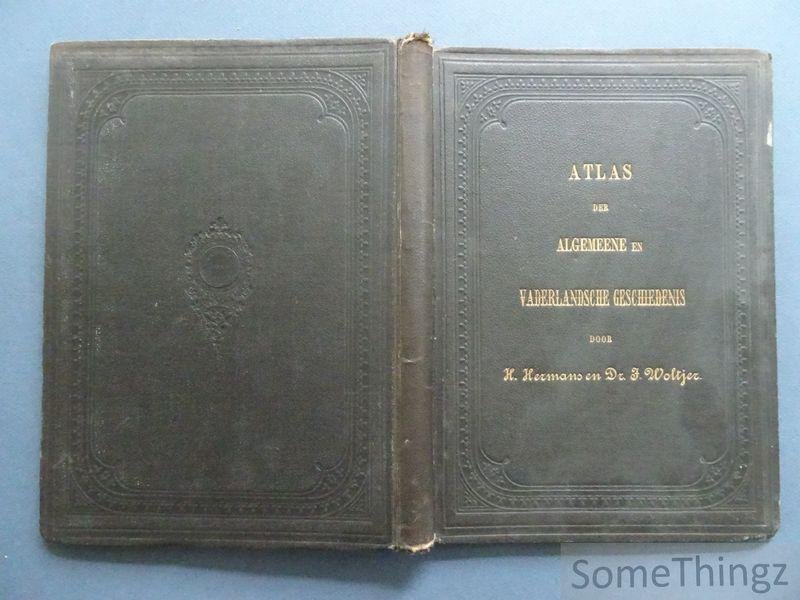 ATLAS
DER
ALGEMEENE EN
VADERLANDSCHE GESCHIEDENIS
DOOR
H. Hermans en Dr. J. Woltjer.
SomeThingz